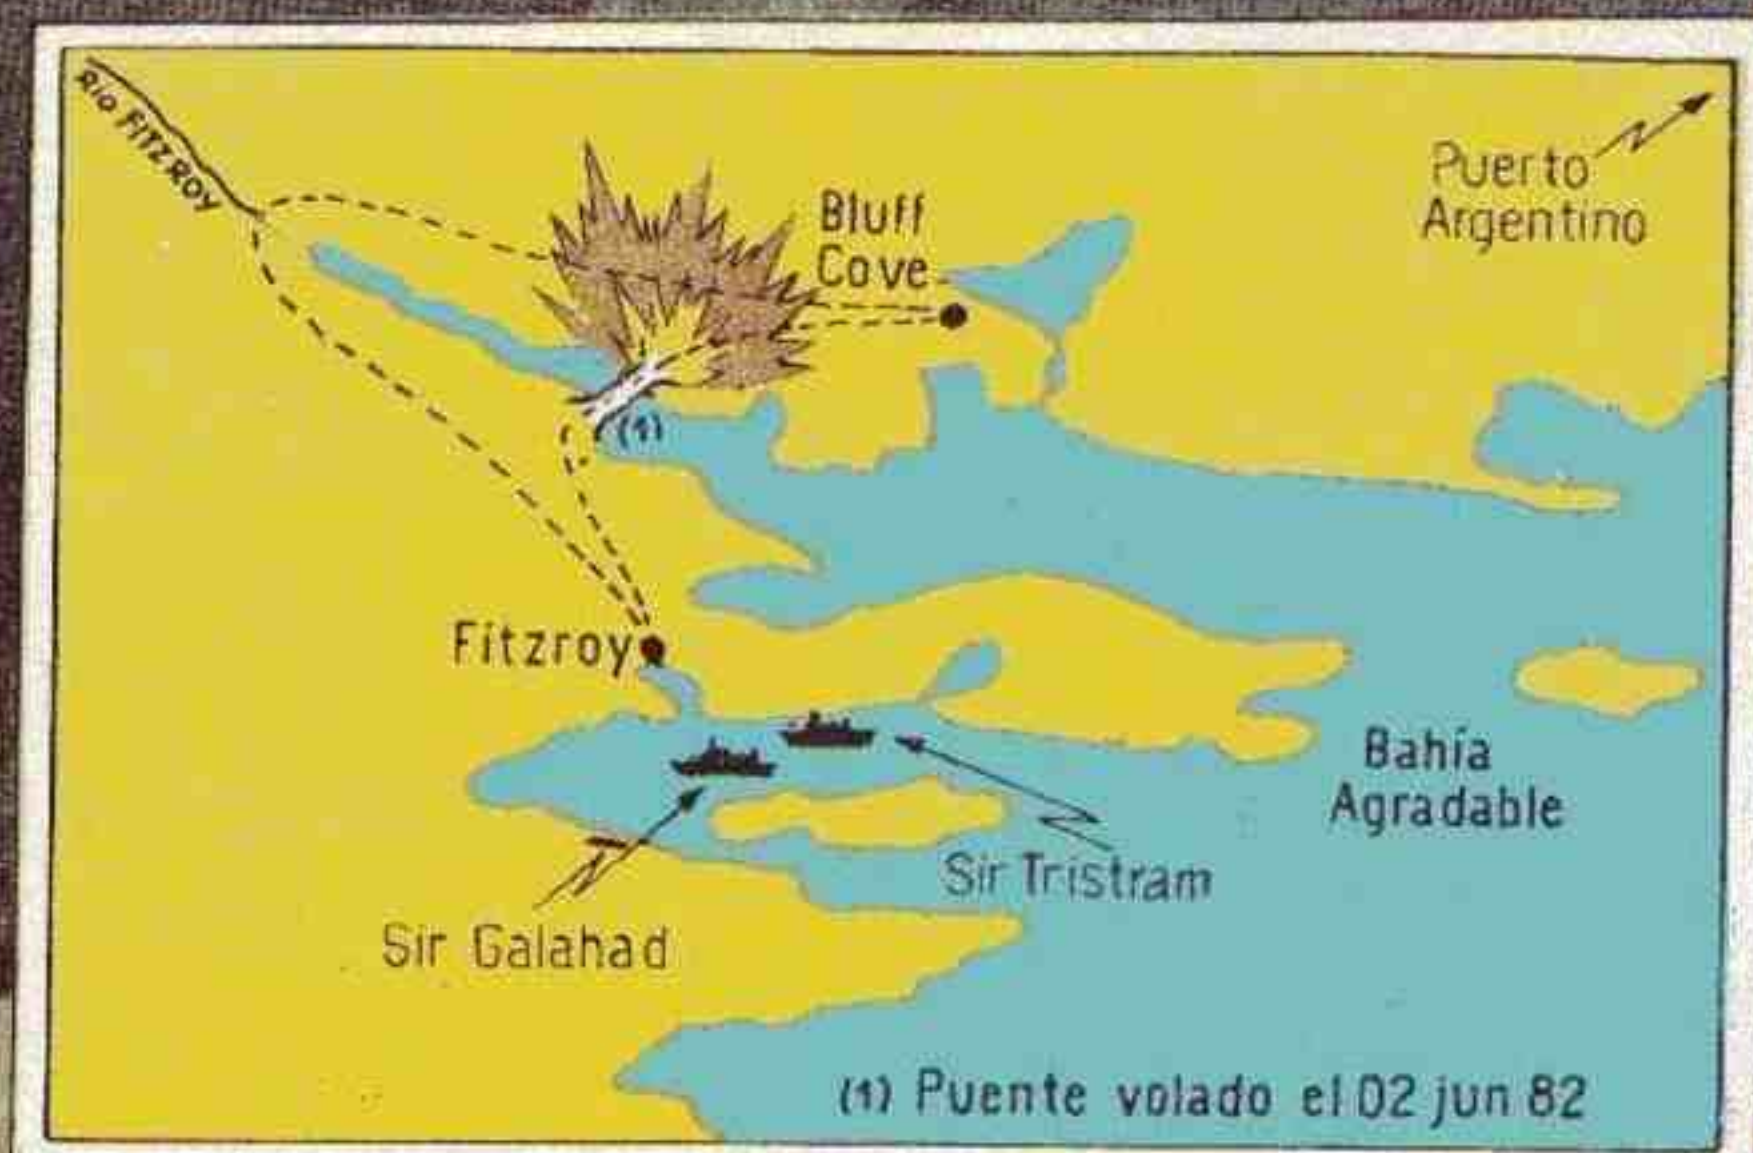 RIO FITZROY
Bluff
Cove
Puerto
Argentino
(1)
Fitzroy
Bahía
Agradable
Sir Tristram
Sir Galahad
(1) Puente volado el 02 jun 82